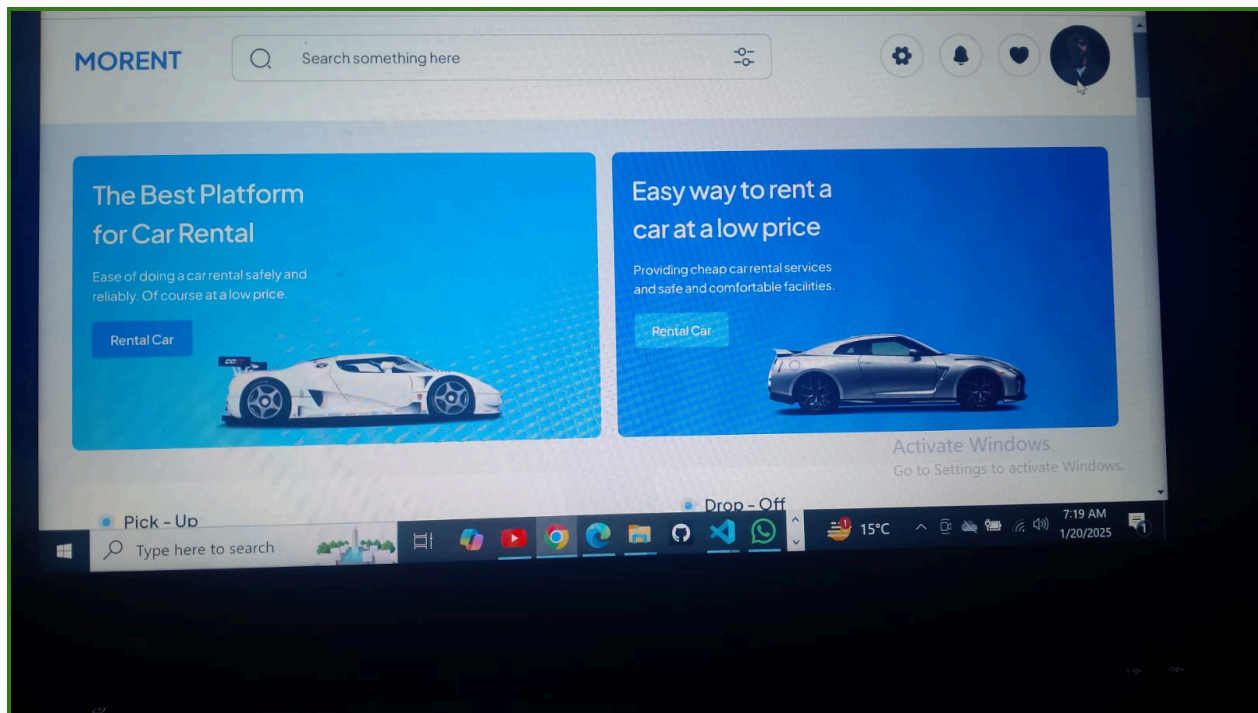 MORENT
Search something here
The Best Platform
for Car Rental
Ease of doing a car rental safely and
reliably. Of course at a low price.
Rental Car
Easy way to rent a
car at a low price
Providing cheap car rental services
and safe and comfortable facilities.
Rental Car
Activate Windows
Go to Settings to activate Windows.
Pick - Up
Drop - Off
Type here to search
1
15°C
7:19 AM
1/20/2025
1